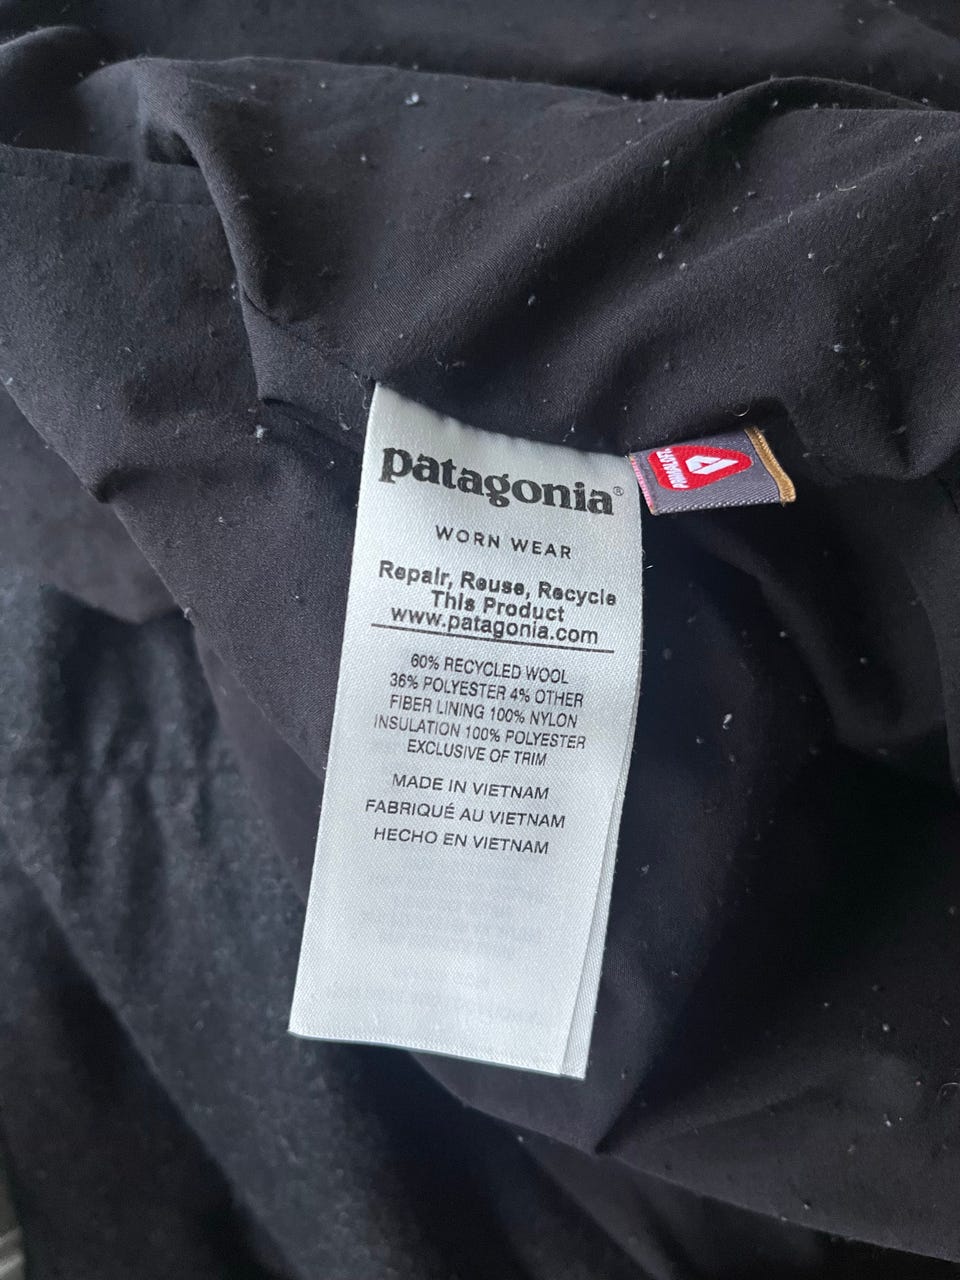 patagonia®
WORN WEAR
Repair, Reuse, Recycle
This Product
www.patagonia.com
60% RECYCLED WOOL
36% POLYESTER 4% OTHER
FIBER LINING 100% NYLON
INSULATION 100% POLYESTER
EXCLUSIVE OF TRIM
MADE IN VIETNAM
FABRIQUÉ AU VIETNAM
HECHO EN VIETNAM
PRIMALOFT